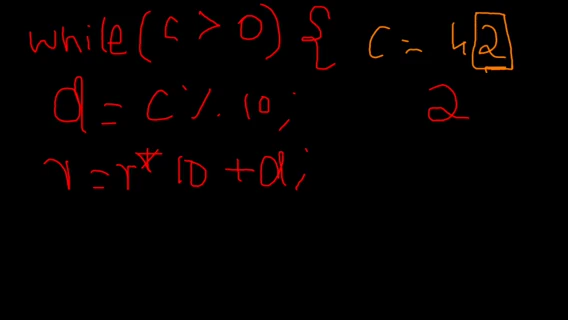 while(c > 0) {
c = 42
d = c % 10;
2
r = r* 10 + d;